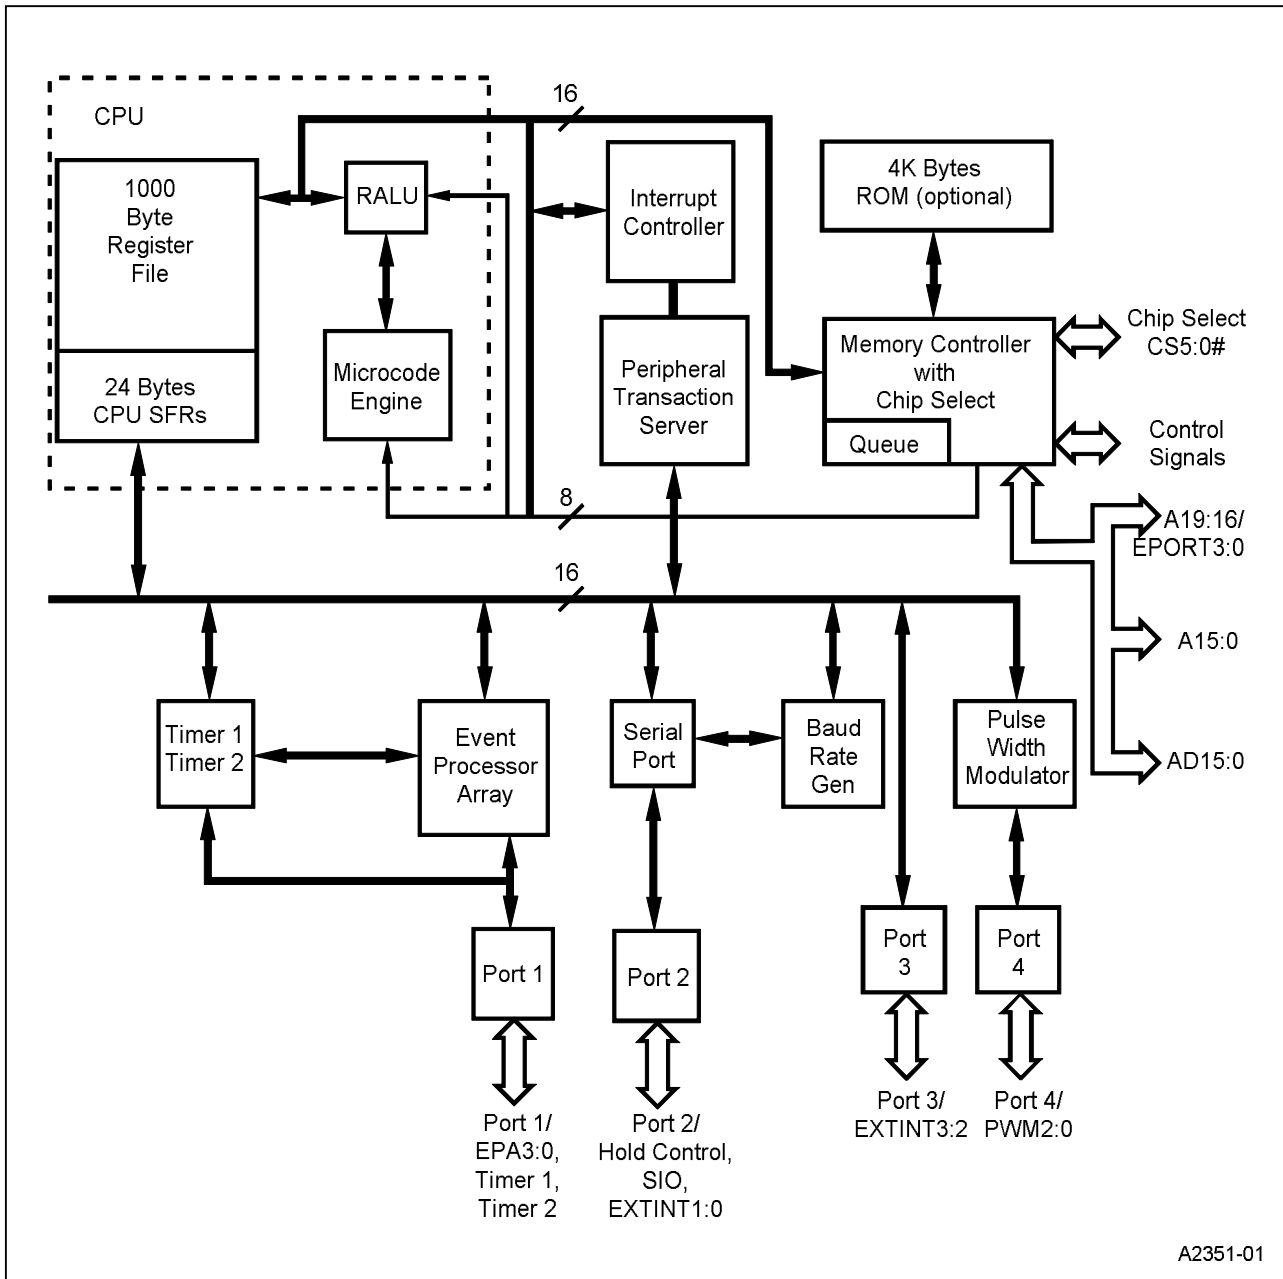 16
CPU
1000
Byte
Register
File
RALU
Interrupt
Controller
4K Bytes
ROM (optional)
24 Bytes
CPU SFRs
Microcode
Engine
Peripheral
Transaction
Server
Memory Controller
with
Chip Select
Queue
Chip Select
CS5:0#
Control
Signals
8
A19:16/
EPORT3:0
16
A15:0
AD15:0
Timer 1
Timer 2
Event
Processor
Array
Serial
Port
Baud
Rate
Gen
Pulse
Width
Modulator
Port 1
Port 2
Port
3
Port
4
Port 1/
EPA3:0,
Timer 1,
Timer 2
Port 2/
Hold Control,
SIO,
EXTINT1:0
Port 3/
EXTINT3:2
Port 4/
PWM2:0
A2351-01